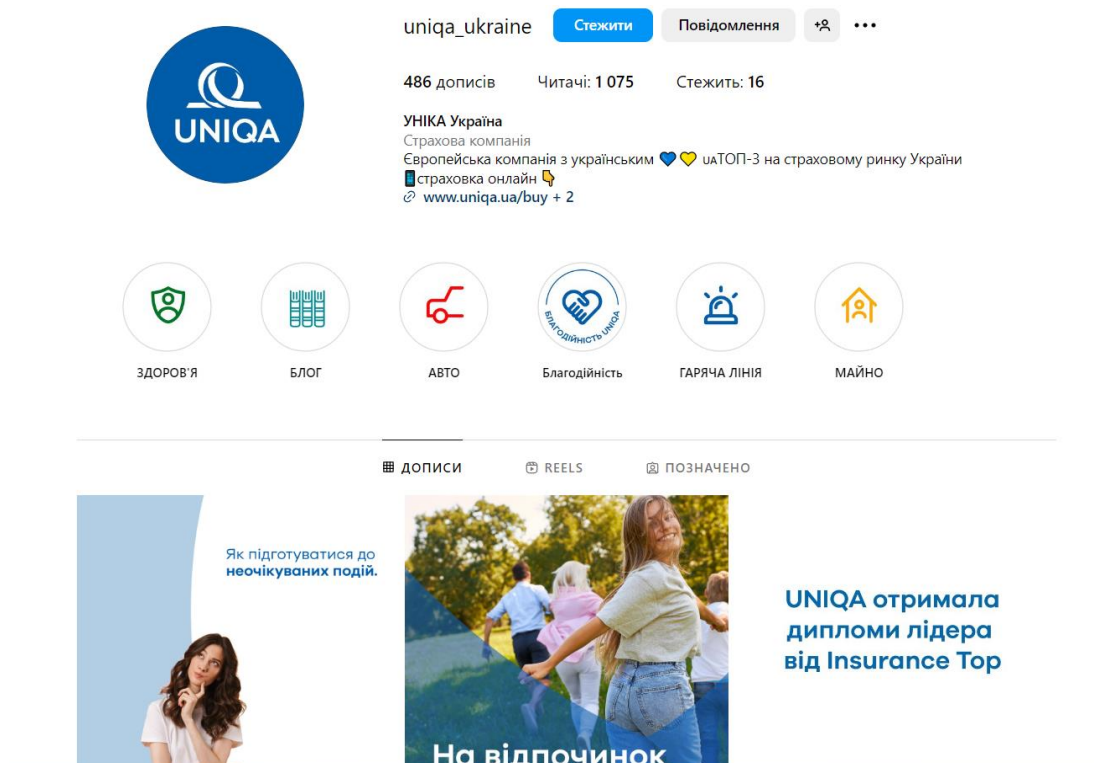 UNIQA
uniqa_ukraine
Стежити
Повідомлення
486 дописів
Читачі: 1 075
Стежить: 16
УНІКА Україна
Страхова компанія
Європейська компанія з українським 💙💛 🇺🇦ТОП-3 на страховому ринку України
📱страховка онлайн 👇
www.uniqa.ua/buy + 2
БЛАГОДІЙНІСТЬ UNIQA
ЗДОРОВ'Я
БЛОГ
АВТО
Благодійність
ГАРЯЧА ЛІНІЯ
МАЙНО
ДОПИСИ
REELS
ПОЗНАЧЕНО
Як підготуватися до
неочікуваних подій.
На відпочинок
UNIQA отримала
дипломи лідера
від Insurance Top